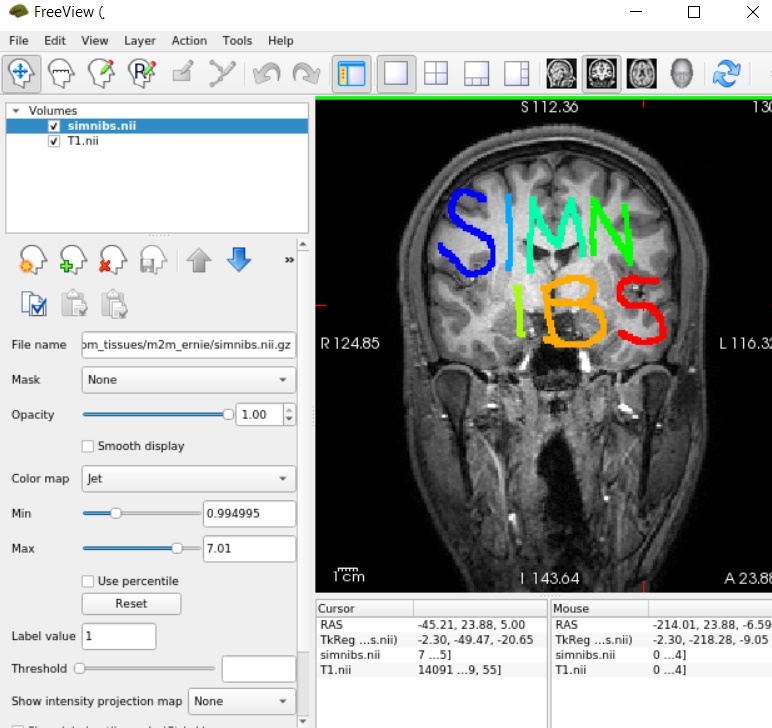 FreeView (
File Edit View Layer Action Tools Help
Volumes
simnibs.nii
T1.nii
»
File name om_tissues/m2m_ernie/simnibs.nii.gz
Mask None
Opacity 1.00
Smooth display
Color map Jet
Min 0.994995
Max 7.01
Use percentile
Reset
Label value 1
Threshold
Show intensity projection map None
S 112.36
130
SIMN
IBS
R 124.85
L 116.32
1 cm
I 143.64
A 23.88
Cursor
RAS -45.21, 23.88, 5.00
TkReg ...s.nii) -2.30, -49.47, -20.65
simnibs.nii 7 ...5]
T1.nii 14091 ...9, 55]
Mouse
RAS -214.01, 23.88, -6.59
TkReg ...s.nii) -2.30, -218.28, -9.05
simnibs.nii 0 ...4]
T1.nii 0 ...4]